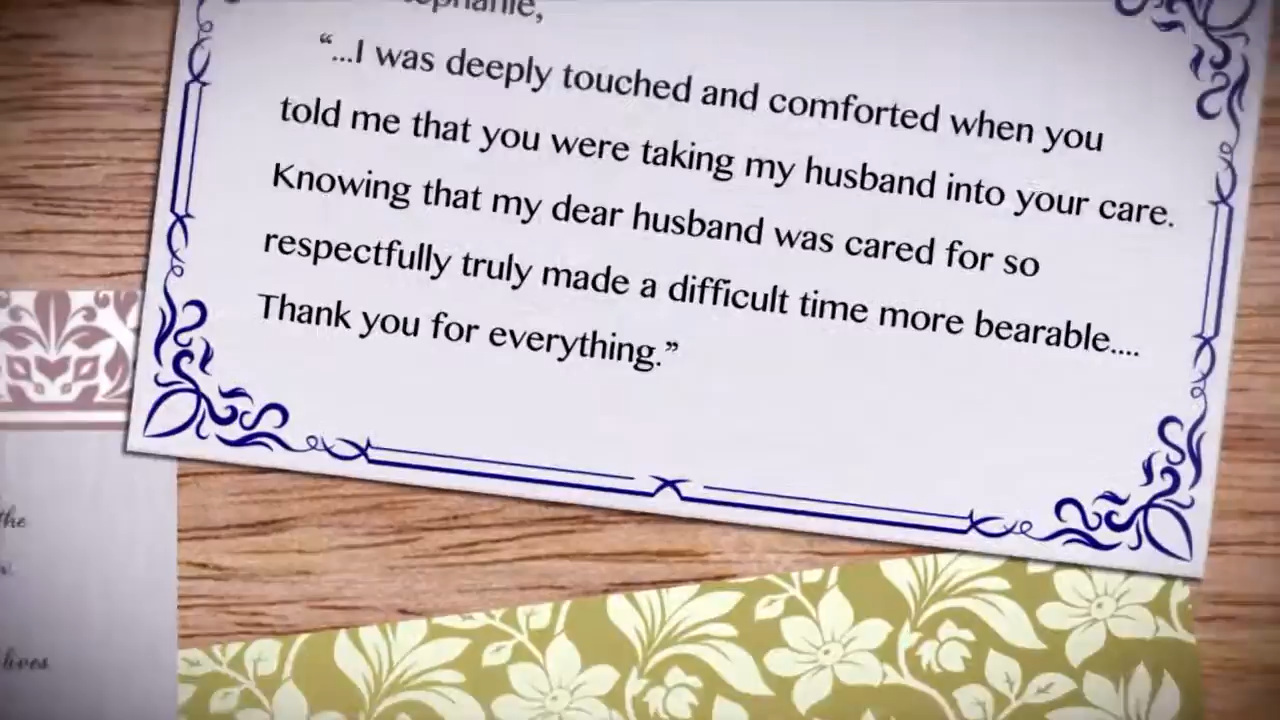 “...I was deeply touched and comforted when you
told me that you were taking my husband into your care.
Knowing that my dear husband was cared for so
respectfully truly made a difficult time more bearable....
Thank you for everything.”
the
lives